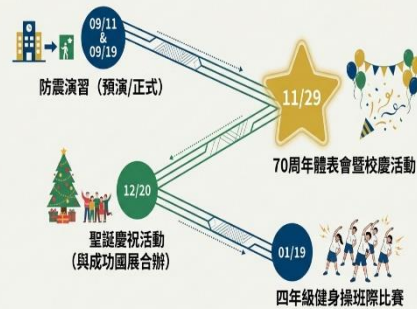 09/11
&
09/19
防震演習（預演/正式）
11/29
70周年體表會暨校慶活動
12/20
聖誕慶祝活動
（與成功國展合辦）
01/19
四年級健身操班際比賽